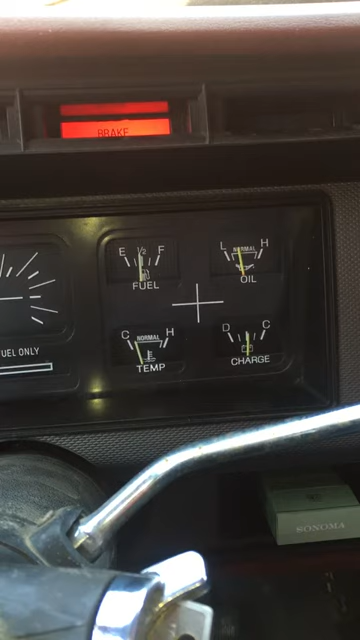 BRAKE
E 1/2 F
FUEL
L NORMAL H
OIL
C NORMAL H
TEMP
D C
CHARGE
FUEL ONLY
SONOMA